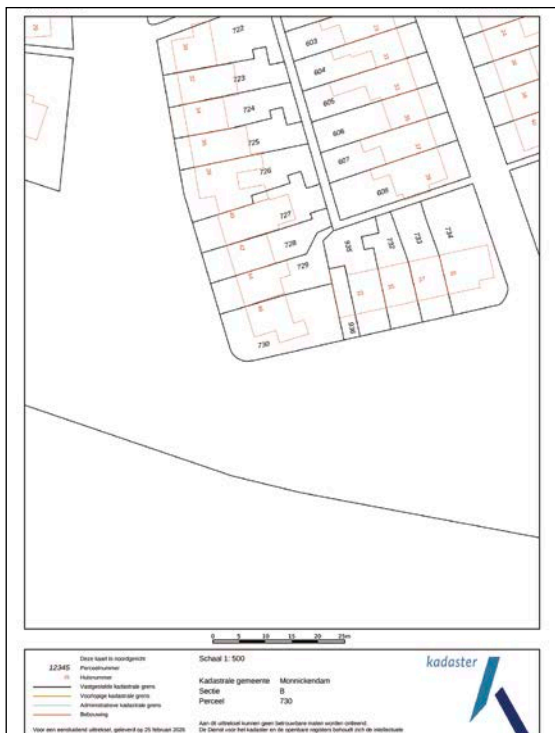 722
603
723
604
724
605
725
606
726
607
727
608
728
729
935
732
733
734
936
730
0 5 10 15 20 25m
Deze kaart is noordgericht
12345 Perceelnummer
25 Huisnummer
Vastgestelde kadastrale grens
Voorlopige kadastrale grens
Administratieve kadastrale grens
Bebouwing
Voor een eensluidend uittreksel, geleverd op 25 februari 2026
Schaal 1: 500
Kadastrale gemeente Monnickendam
Sectie B
Perceel 730
Aan dit uittreksel kunnen geen betrouwbare maten worden ontleend.
De Dienst voor het kadaster en de openbare registers behoudt zich de intellectuele
kadaster